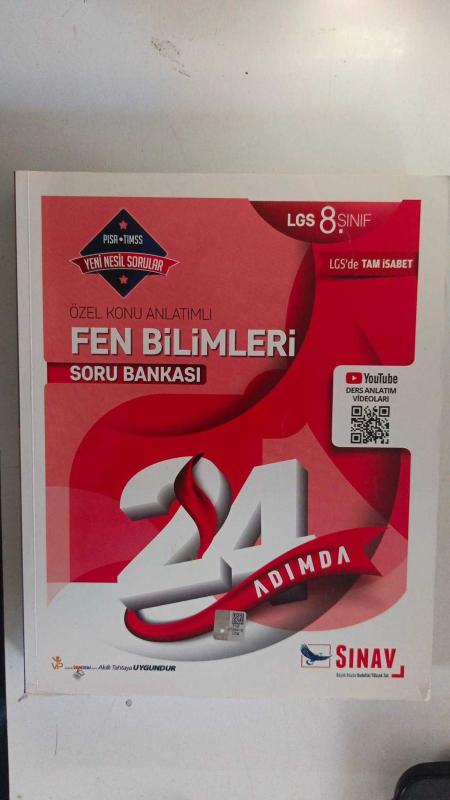 LGS 8. SINIF
LGS'de TAM İSABET
PISA • TIMSS
YENİ NESİL SORULAR
ÖZEL KONU ANLATIMLI
FEN BİLİMLERİ
SORU BANKASI
YouTube
DERS ANLATIM
VİDEOLARI
24
ADIMDA
VP
Akıllı Tahtaya UYGUNDUR
SINAV